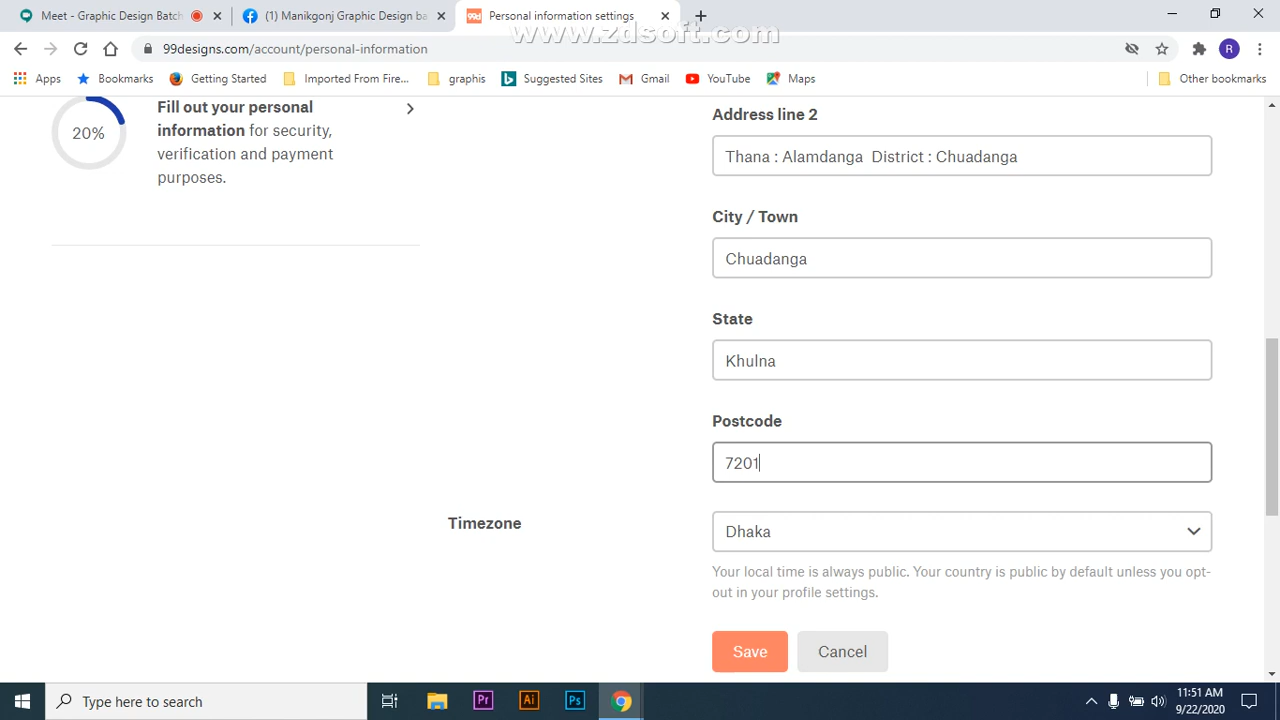 Meet - Graphic Design Batch
(1) Manikgonj Graphic Design ba
Personal information settings
www.zdsoft.com
99designs.com/account/personal-information
R
Apps
Bookmarks
Getting Started
Imported From Fire...
graphis
Suggested Sites
Gmail
YouTube
Maps
Other bookmarks
20%
Fill out your personal
information for security,
verification and payment
purposes.
Address line 2
Thana : Alamdanga  District : Chuadanga
City / Town
Chuadanga
State
Khulna
Postcode
7201
Timezone
Dhaka
Your local time is always public. Your country is public by default unless you opt-
out in your profile settings.
Save
Cancel
Type here to search
Pr
Ai
Ps
11:51 AM
9/22/2020